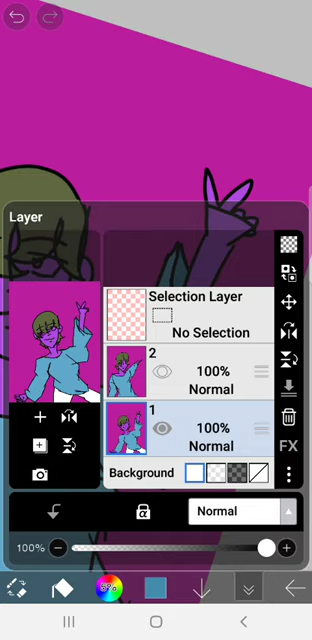 Layer
Selection Layer
No Selection
2
100%
Normal
1
100%
Normal
Background
FX
α
Normal
100%